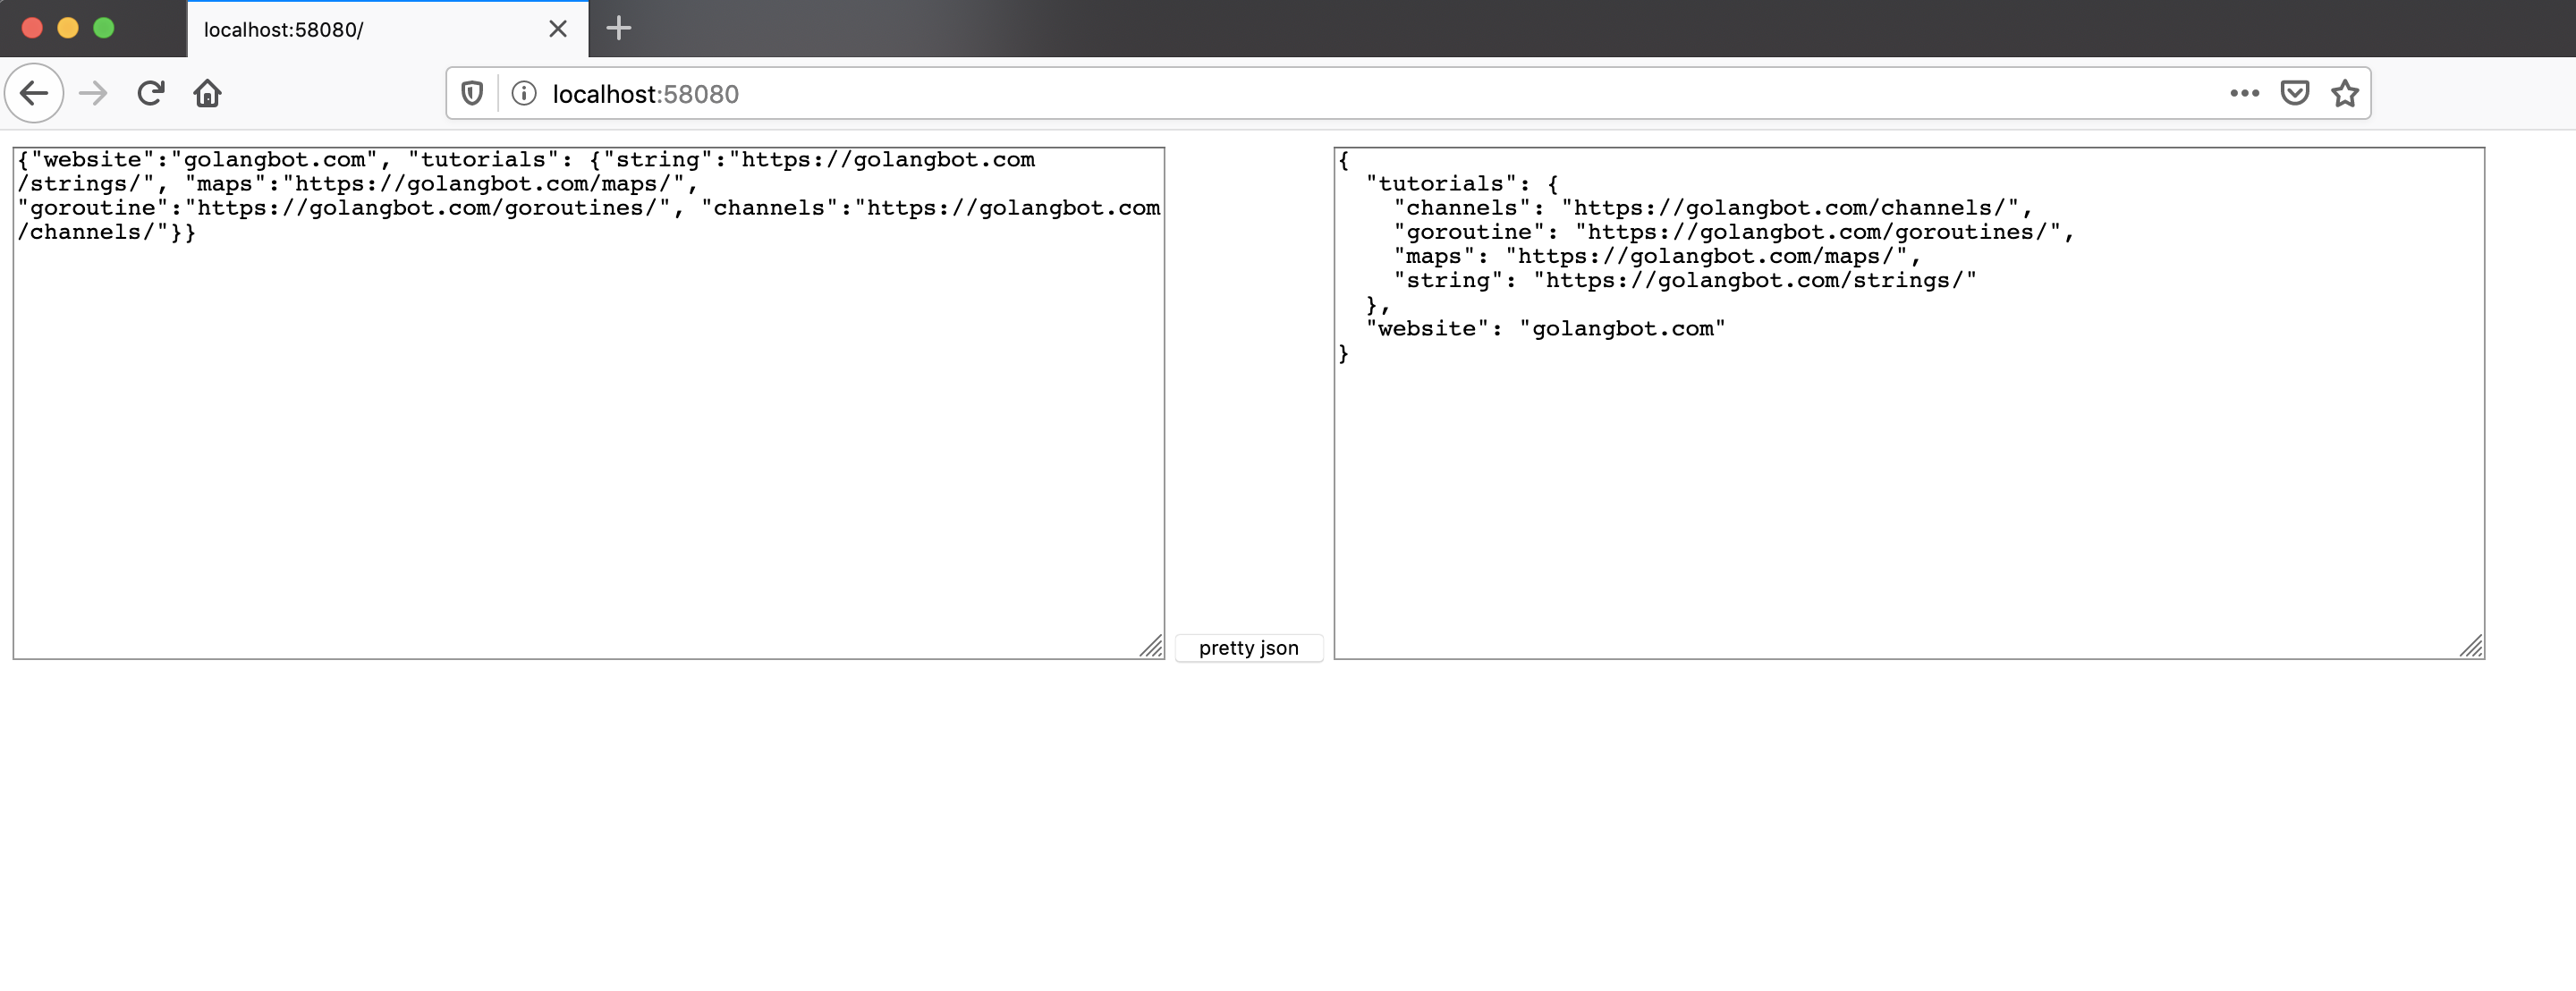 localhost:58080/
localhost:58080
{"website":"golangbot.com", "tutorials": {"string":"https://golangbot.com
/strings/", "maps":"https://golangbot.com/maps/",
"goroutine":"https://golangbot.com/goroutines/", "channels":"https://golangbot.com
/channels/"}}
pretty json
{
  "tutorials": {
    "channels": "https://golangbot.com/channels/",
    "goroutine": "https://golangbot.com/goroutines/",
    "maps": "https://golangbot.com/maps/",
    "string": "https://golangbot.com/strings/"
  },
  "website": "golangbot.com"
}